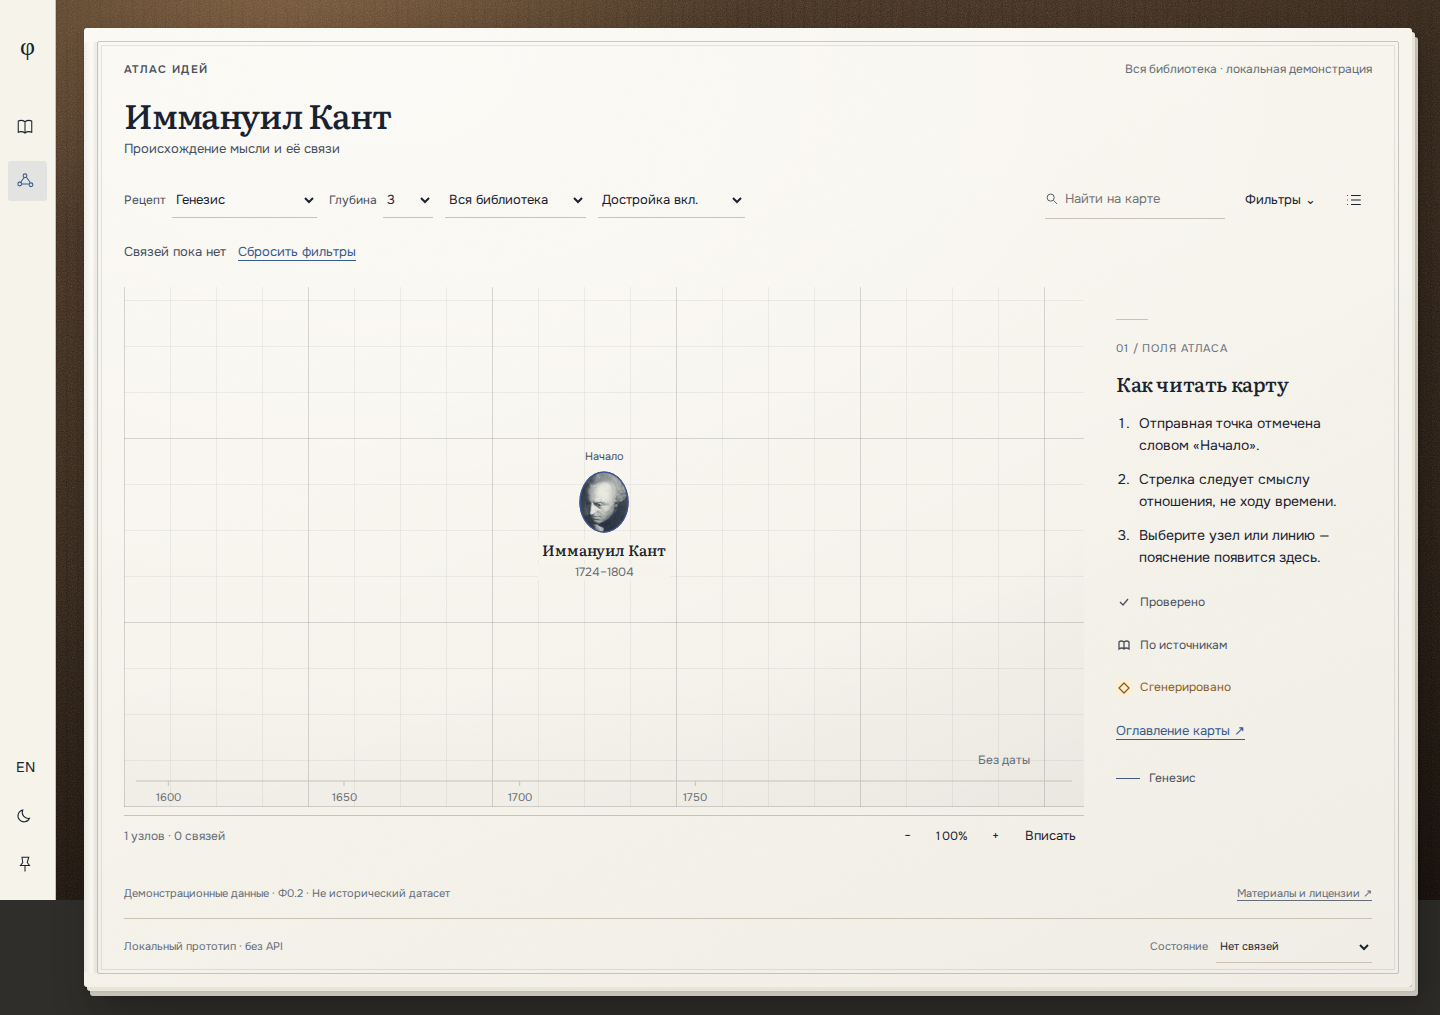 φ
АТЛАС ИДЕЙ
Вся библиотека · локальная демонстрация
Иммануил Кант
Происхождение мысли и её связи
Рецепт Генезис Глубина 3 Вся библиотека Достройка вкл.
Найти на карте Фильтры
Связей пока нет Сбросить фильтры
Начало
Иммануил Кант
1724–1804
Без даты
1600 1650 1700 1750
1 узлов · 0 связей
− 100% + Вписать
01 / ПОЛЯ АТЛАСА
Как читать карту
1. Отправная точка отмечена
словом «Начало».
2. Стрелка следует смыслу
отношения, не ходу времени.
3. Выберите узел или линию —
пояснение появится здесь.
Проверено
По источникам
Сгенерировано
Оглавление карты ↗
Генезис
EN
Демонстрационные данные · Ф0.2 · Не исторический датасет
Материалы и лицензии ↗
Локальный прототип · без API
Состояние Нет связей